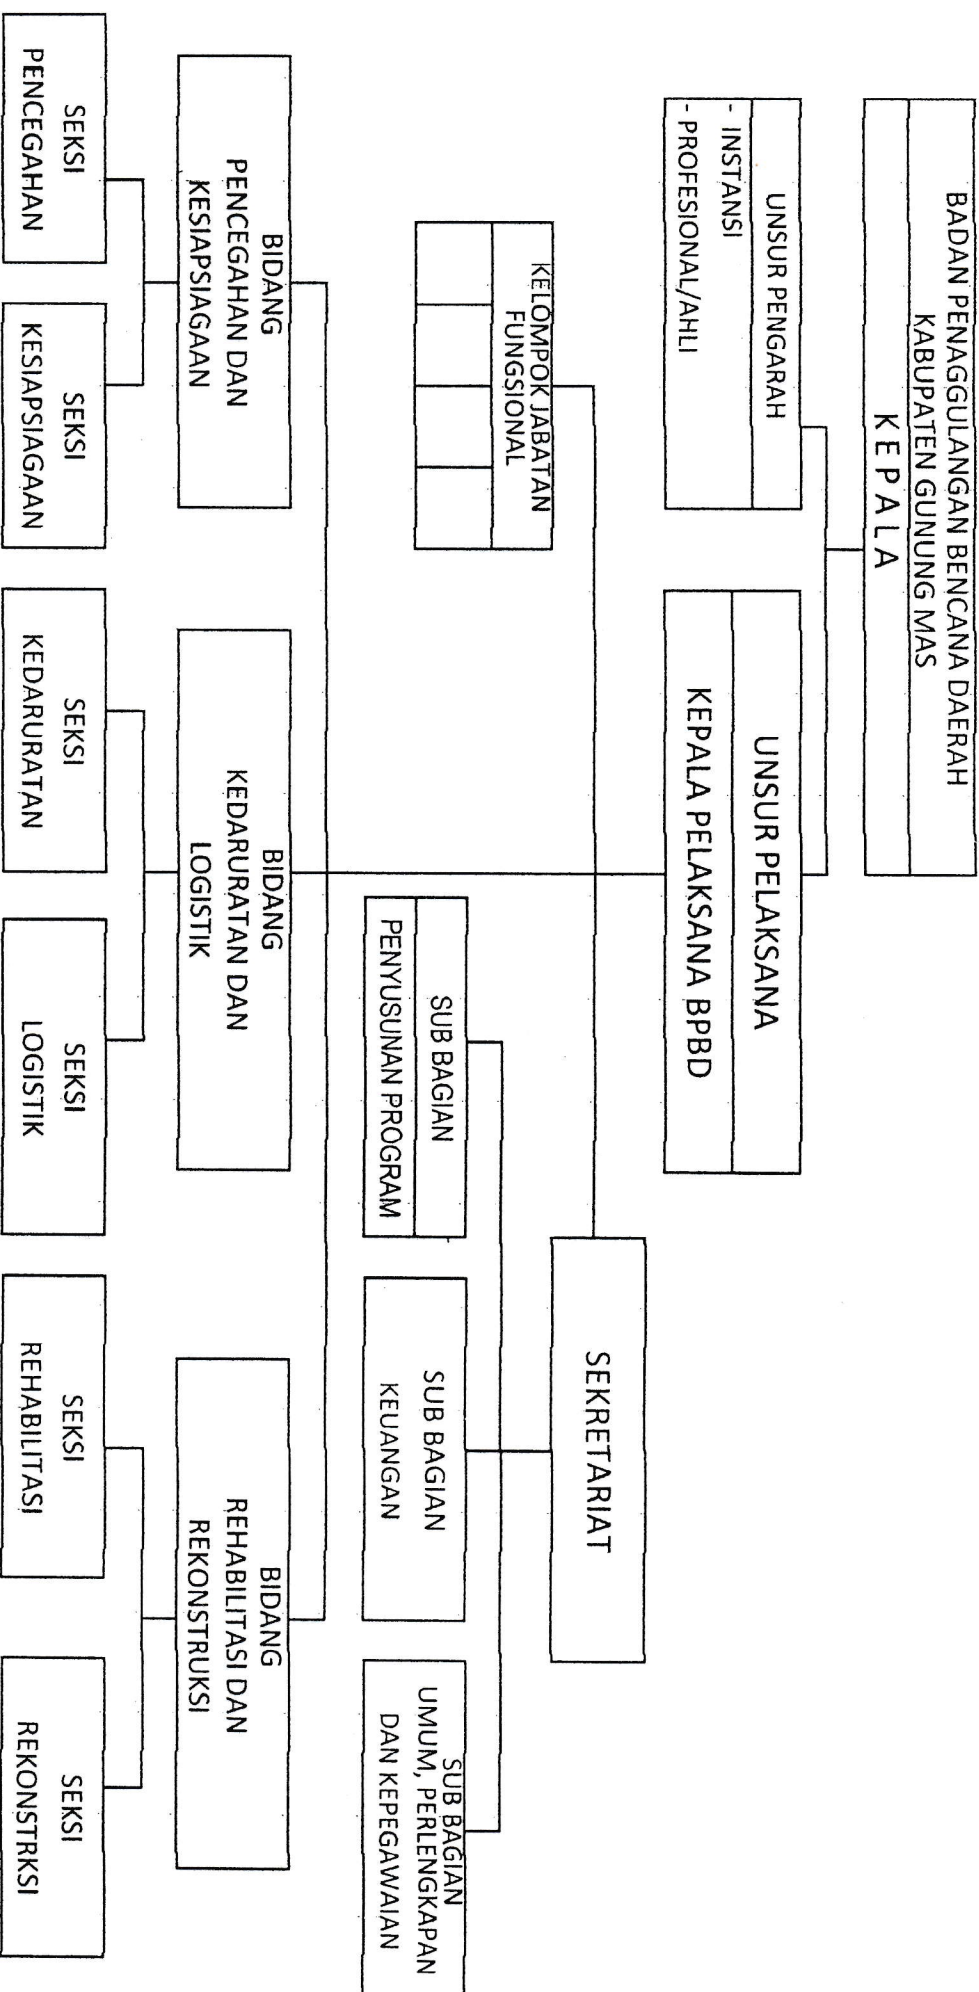 BADAN PENAGGULANGAN BENCANA DAERAH
KABUPATEN GUNUNG MAS
KEPALA
UNSUR PENGARAH
- INSTANSI
- PROFESIONAL/AHLI
UNSUR PELAKSANA
KEPALA PELAKSANA BPBD
KELOMPOK JABATAN
FUNGSIONAL
SEKRETARIAT
SUB BAGIAN
PENYUSUNAN PROGRAM
SUB BAGIAN
KEUANGAN
SUB BAGIAN
UMUM, PERLENGKAPAN
DAN KEPEGAWAIAN
BIDANG
PENCEGAHAN DAN
KESIAPSIAGAAN
BIDANG
KEDARURATAN DAN
LOGISTIK
BIDANG
REHABILITASI DAN
REKONSTRUKSI
SEKSI
PENCEGAHAN
SEKSI
KESIAPSIAGAAN
SEKSI
KEDARURATAN
SEKSI
LOGISTIK
SEKSI
REHABILITASI
SEKSI
REKONSTRKSI